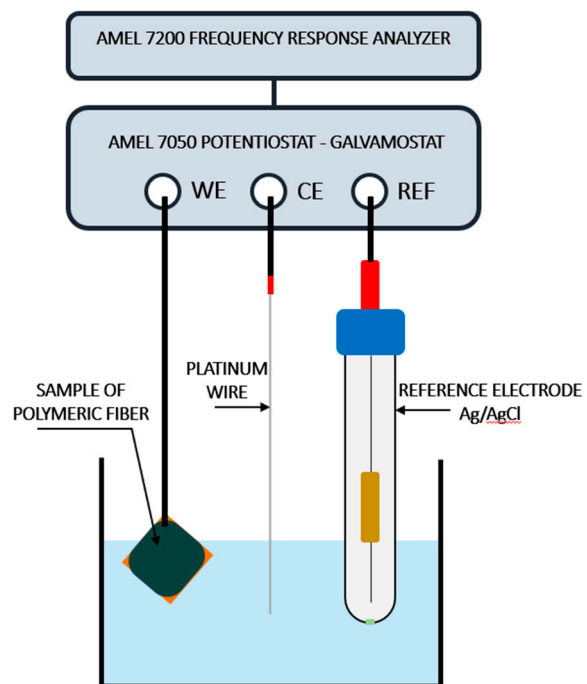 AMEL 7200 FREQUENCY RESPONSE ANALYZER
AMEL 7050 POTENTIOSTAT - GALVAMOSTAT
WE
CE
REF
PLATINUM
WIRE
SAMPLE OF
POLYMERIC FIBER
REFERENCE ELECTRODE
Ag/AgCl